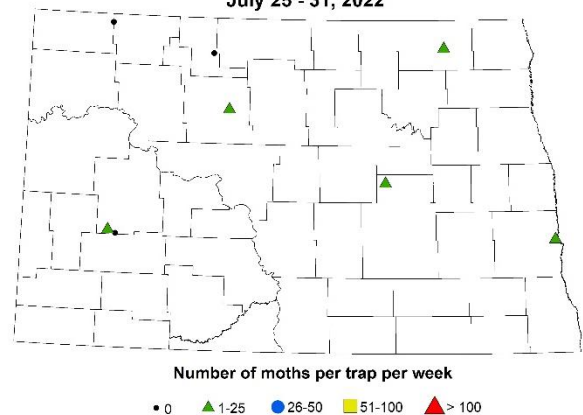 July 25 - 31, 2022
Number of moths per trap per week
0 1-25 26-50 51-100 > 100